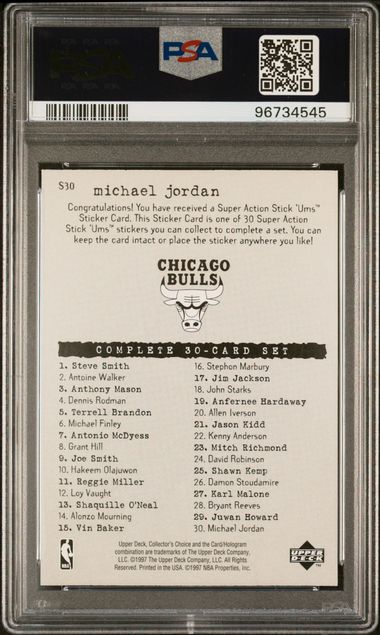 PSA
PSA
96734545
S30 michael jordan
Congratulations! You have received a Super Action Stick 'Ums™
Sticker Card. This Sticker Card is one of 30 Super Action
Stick 'Ums™ stickers you can collect to complete a set. You can
keep the card intact or place the sticker anywhere you like!
CHICAGO
BULLS
COMPLETE 30-CARD SET
1. Steve Smith
2. Antoine Walker
3. Anthony Mason
4. Dennis Rodman
5. Terrell Brandon
6. Michael Finley
7. Antonio McDyess
8. Grant Hill
9. Joe Smith
10. Hakeem Olajuwon
11. Reggie Miller
12. Loy Vaught
13. Shaquille O'Neal
14. Alonzo Mourning
15. Vin Baker
16. Stephon Marbury
17. Jim Jackson
18. John Starks
19. Anfernee Hardaway
20. Allen Iverson
21. Jason Kidd
22. Kenny Anderson
23. Mitch Richmond
24. David Robinson
25. Shawn Kemp
26. Damon Stoudamire
27. Karl Malone
28. Bryant Reeves
29. Juwan Howard
30. Michael Jordan
NBA
Upper Deck, Collector's Choice and the Card/Hologram
combination are trademarks of The Upper Deck Company,
LLC. ©1997 The Upper Deck Company, LLC. All Rights
Reserved. Printed in the USA. ©1997 NBA Properties, Inc.
UPPER
DECK
™